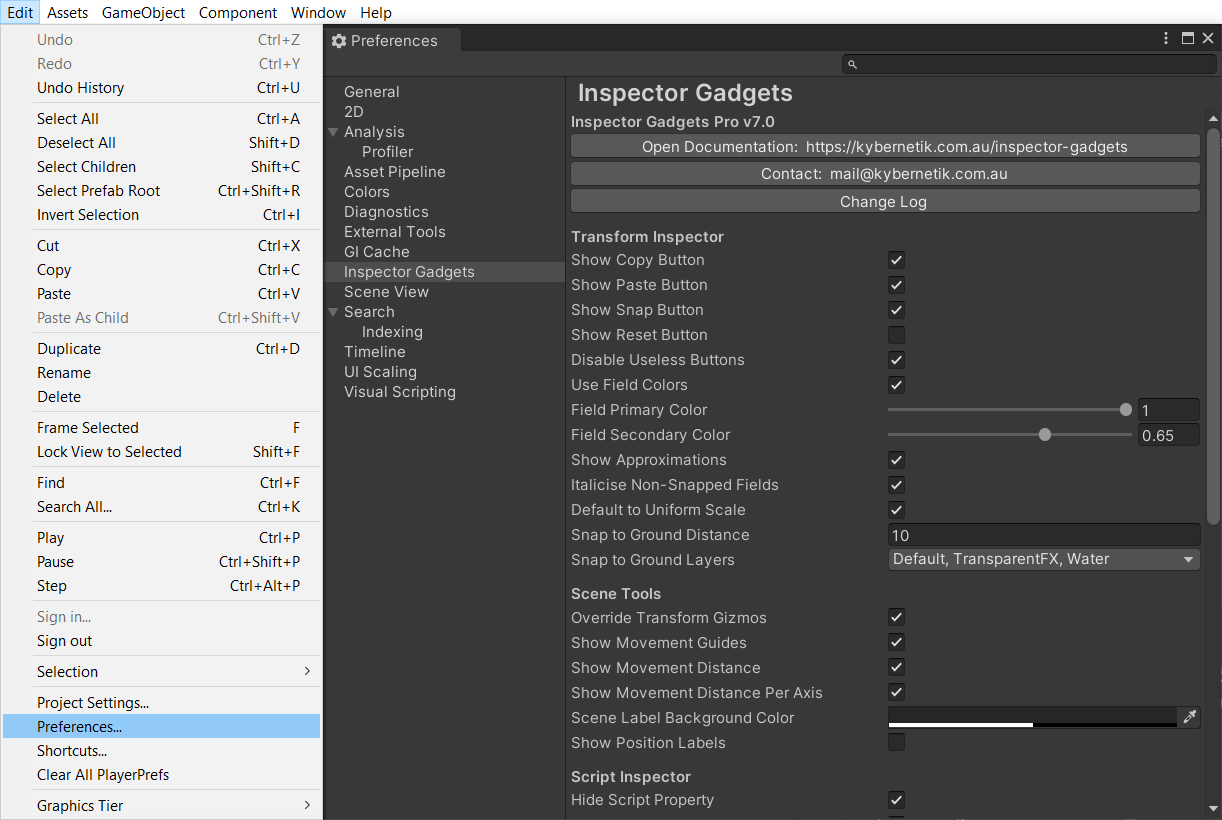 Edit Assets GameObject Component Window Help
Undo Ctrl+Z
Redo Ctrl+Y
Undo History Ctrl+U
Select All Ctrl+A
Deselect All Shift+D
Select Children Shift+C
Select Prefab Root Ctrl+Shift+R
Invert Selection Ctrl+I
Cut Ctrl+X
Copy Ctrl+C
Paste Ctrl+V
Paste As Child Ctrl+Shift+V
Duplicate Ctrl+D
Rename
Delete
Frame Selected F
Lock View to Selected Shift+F
Find Ctrl+F
Search All... Ctrl+K
Play Ctrl+P
Pause Ctrl+Shift+P
Step Ctrl+Alt+P
Sign in...
Sign out
Selection
Project Settings...
Preferences...
Shortcuts...
Clear All PlayerPrefs
Graphics Tier
Preferences
General
2D
Analysis
Profiler
Asset Pipeline
Colors
Diagnostics
External Tools
GI Cache
Inspector Gadgets
Scene View
Search
Indexing
Timeline
UI Scaling
Visual Scripting
Inspector Gadgets
Inspector Gadgets Pro v7.0
Open Documentation: https://kybernetik.com.au/inspector-gadgets
Contact: mail@kybernetik.com.au
Change Log
Transform Inspector
Show Copy Button
Show Paste Button
Show Snap Button
Show Reset Button
Disable Useless Buttons
Use Field Colors
Field Primary Color 1
Field Secondary Color 0.65
Show Approximations
Italicise Non-Snapped Fields
Default to Uniform Scale
Snap to Ground Distance 10
Snap to Ground Layers Default, TransparentFX, Water
Scene Tools
Override Transform Gizmos
Show Movement Guides
Show Movement Distance
Show Movement Distance Per Axis
Scene Label Background Color
Show Position Labels
Script Inspector
Hide Script Property